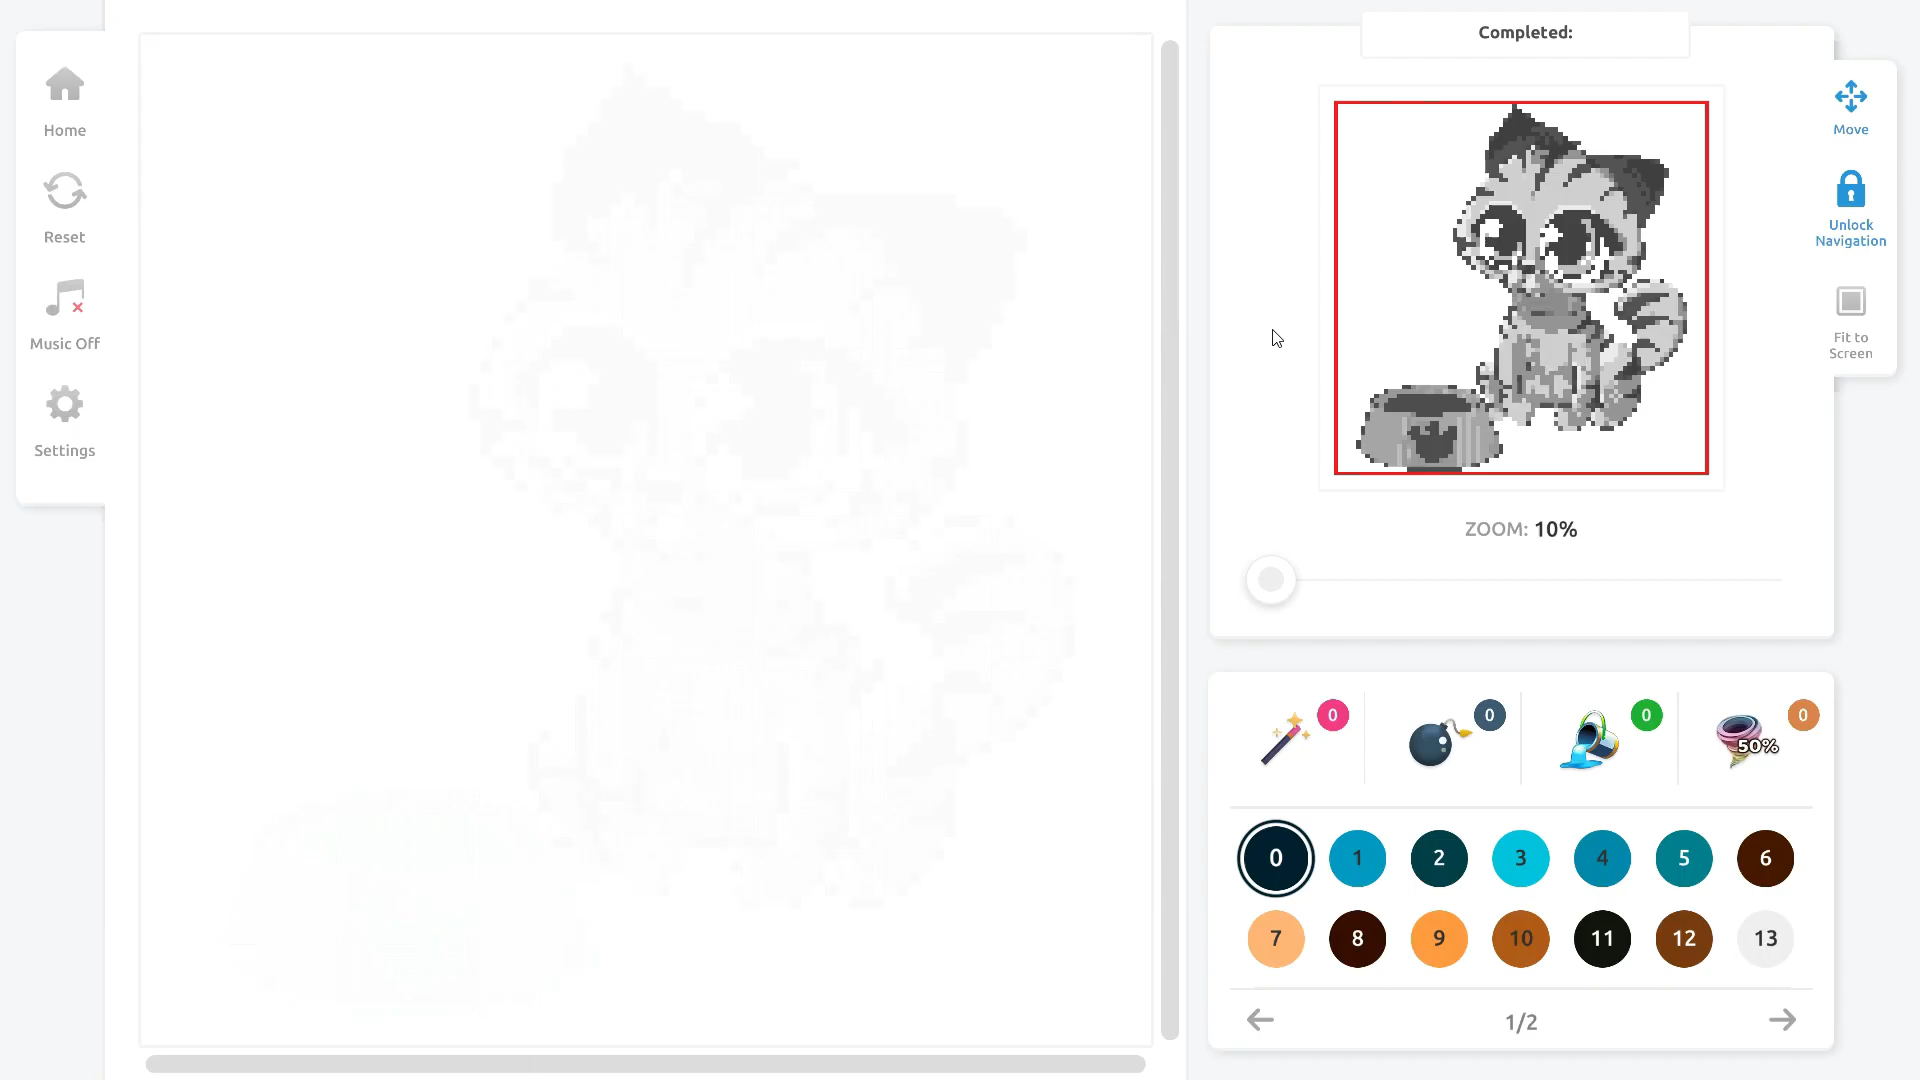 Home
Reset
Music Off
Settings
Completed:
Move
Unlock
Navigation
Fit to
Screen
ZOOM: 10%
0
0
0
50%
0
0 1 2 3 4 5 6
7 8 9 10 11 12 13
1/2